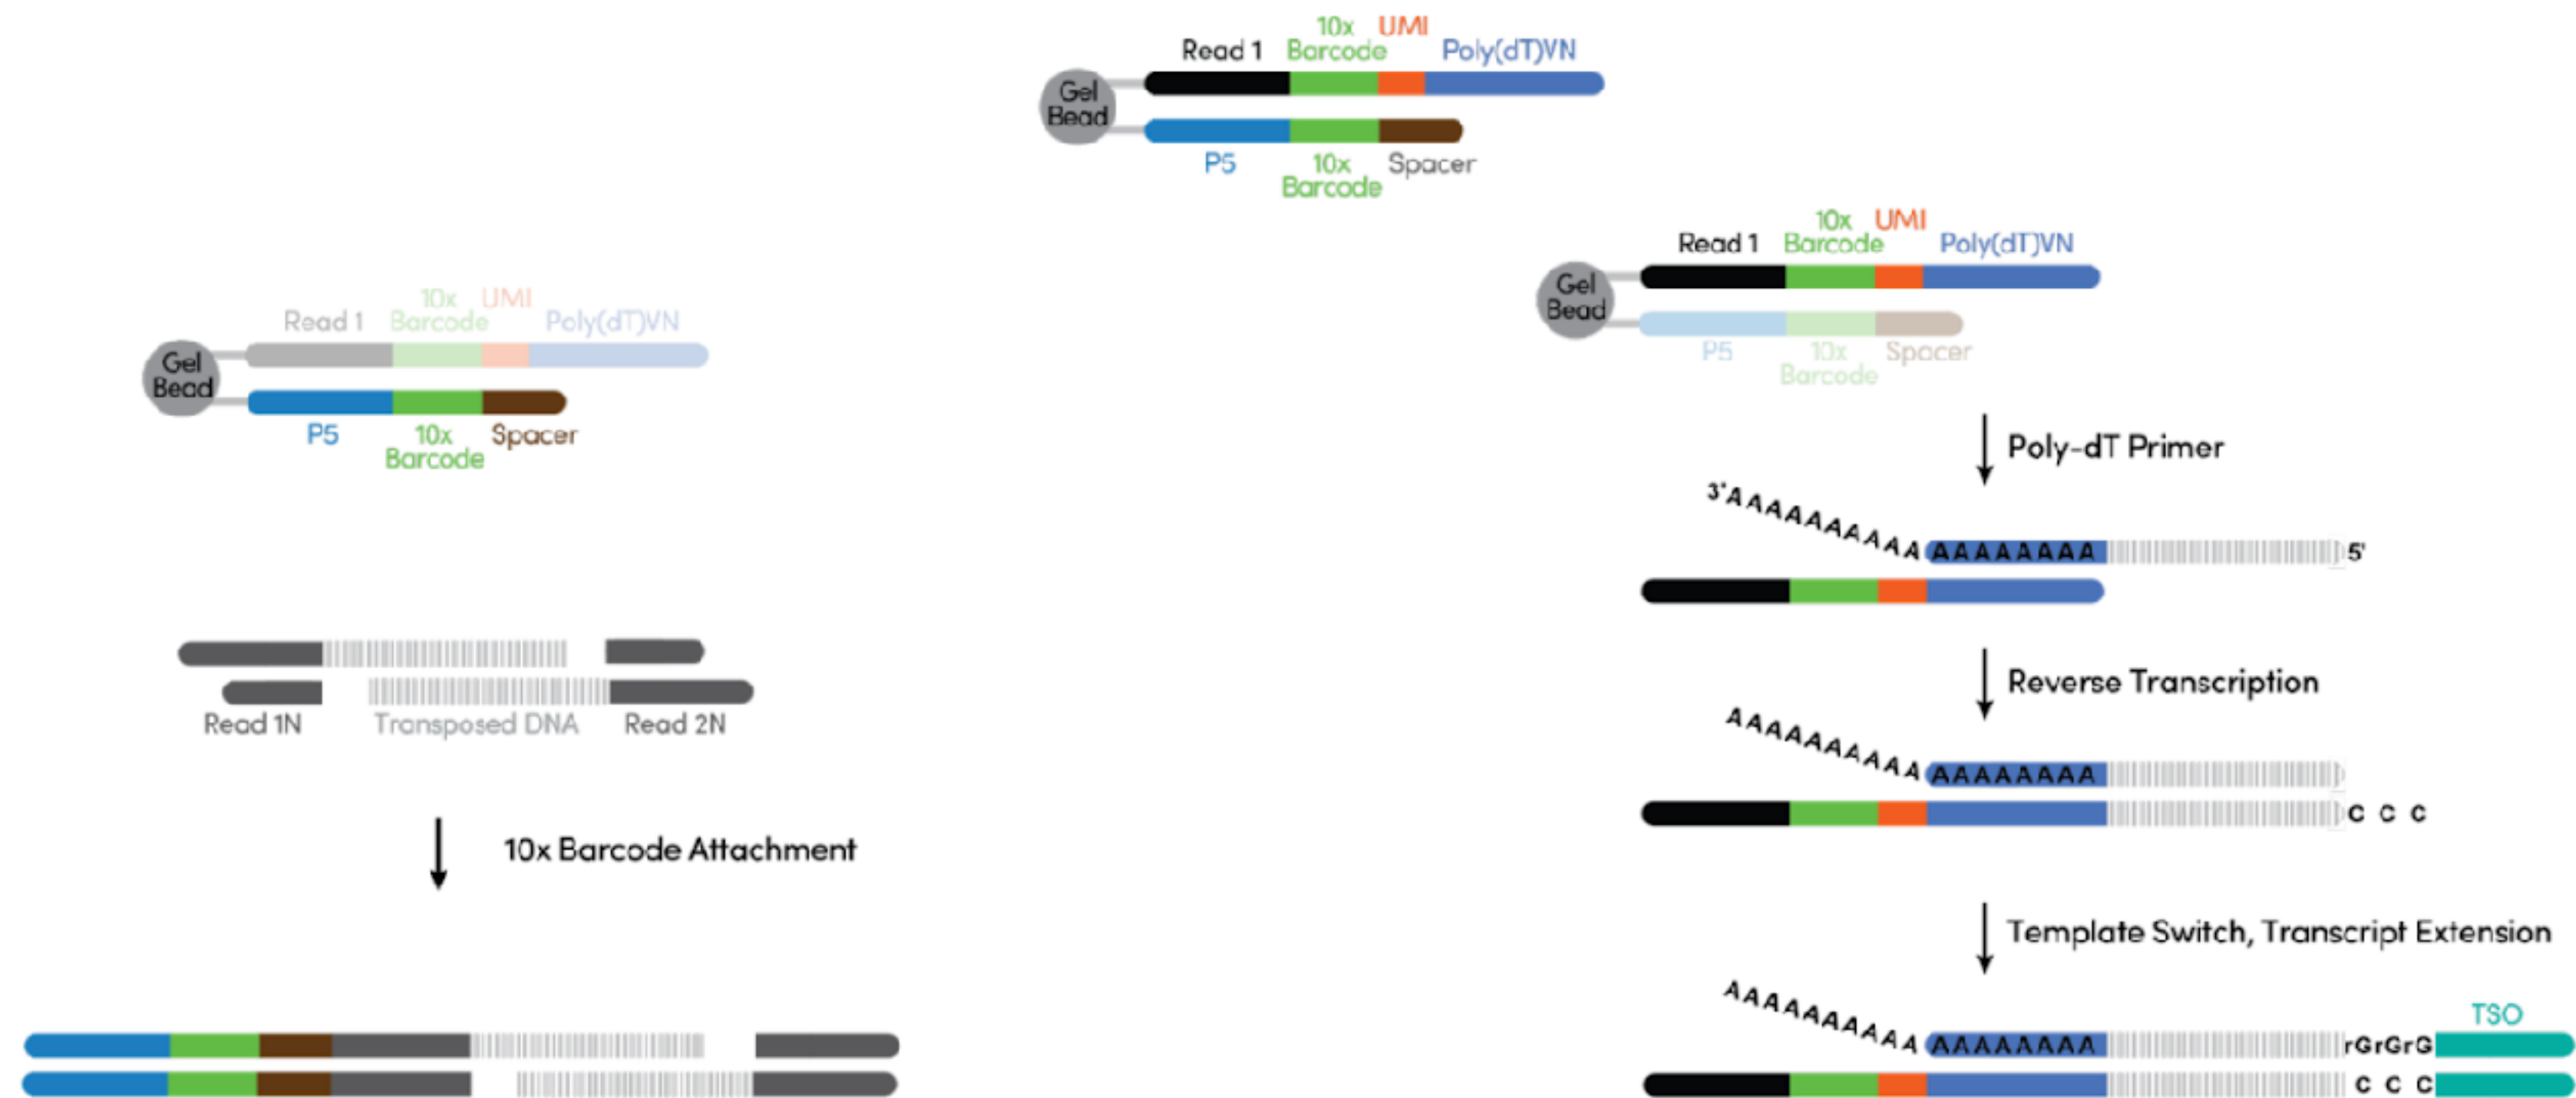 10x UMI
Read 1 Barcode Poly(dT)VN
Gel
Bead
P5 10x Spacer
Barcode
10x UMI
Read 1 Barcode Poly(dT)VN
Gel
Bead
P5 10x Spacer
Barcode
10x UMI
Read 1 Barcode Poly(dT)VN
Gel
Bead
P5 10x Spacer
Barcode
Read 1N Transposed DNA Read 2N
10x Barcode Attachment
Poly-dT Primer
3'AAAAAAAAAA AAAAAAAA 5'
Reverse Transcription
AAAAAAAAAA AAAAAAAA
C C C
Template Switch, Transcript Extension
TSO
AAAAAAAAAA AAAAAAAA rGrGrG
C C C